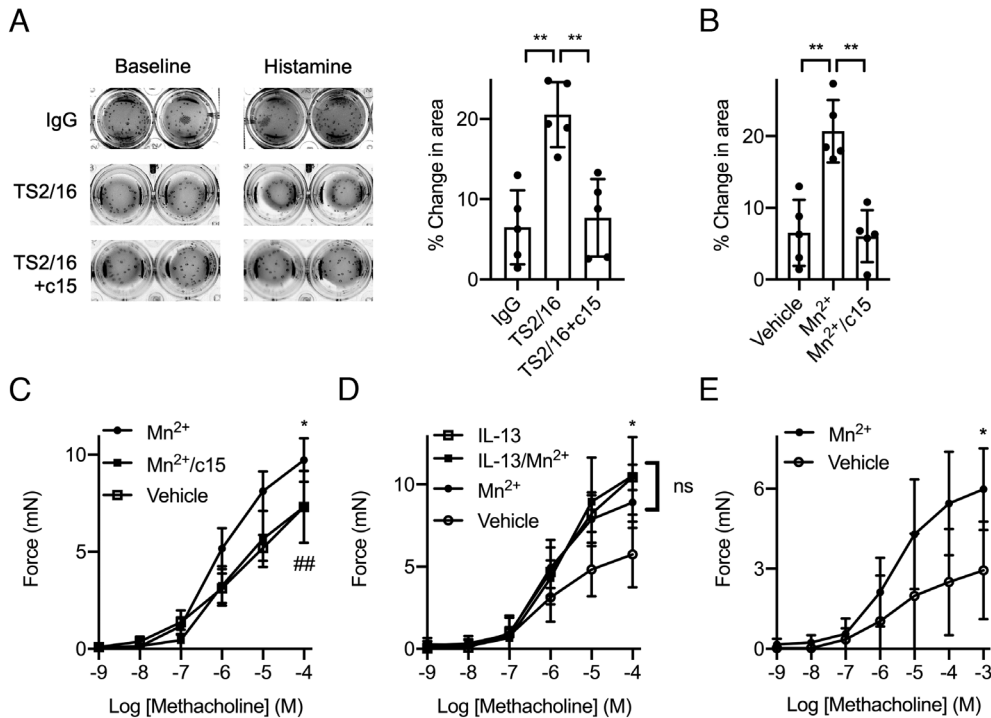 A
Baseline
Histamine
IgG
TS2/16
TS2/16
+c15
** **
% Change in area
20
10
0
IgG
TS2/16
TS2/16+c15
B
** **
% Change in area
20
10
0
Vehicle
Mn2+
Mn2+/c15
C
Mn2+
Mn2+/c15
Vehicle
*
##
Force (mN)
10
5
0
-9 -8 -7 -6 -5 -4
Log [Methacholine] (M)
D
IL-13
IL-13/Mn2+
Mn2+
Vehicle
*
ns
Force (mN)
10
5
0
-9 -8 -7 -6 -5 -4
Log [Methacholine] (M)
E
Mn2+
Vehicle
*
Force (mN)
6
3
0
-9 -8 -7 -6 -5 -4 -3
Log [Methacholine] (M)